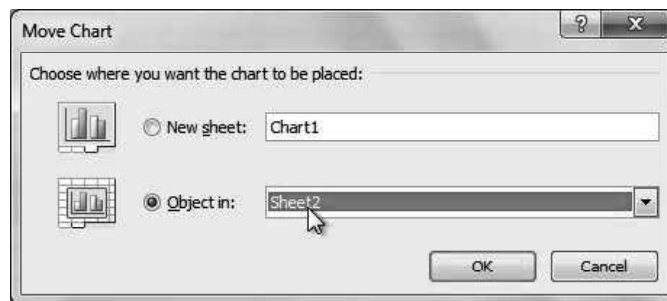 Move Chart
Choose where you want the chart to be placed:
New sheet: Chart1
Object in: Sheet2
OK Cancel